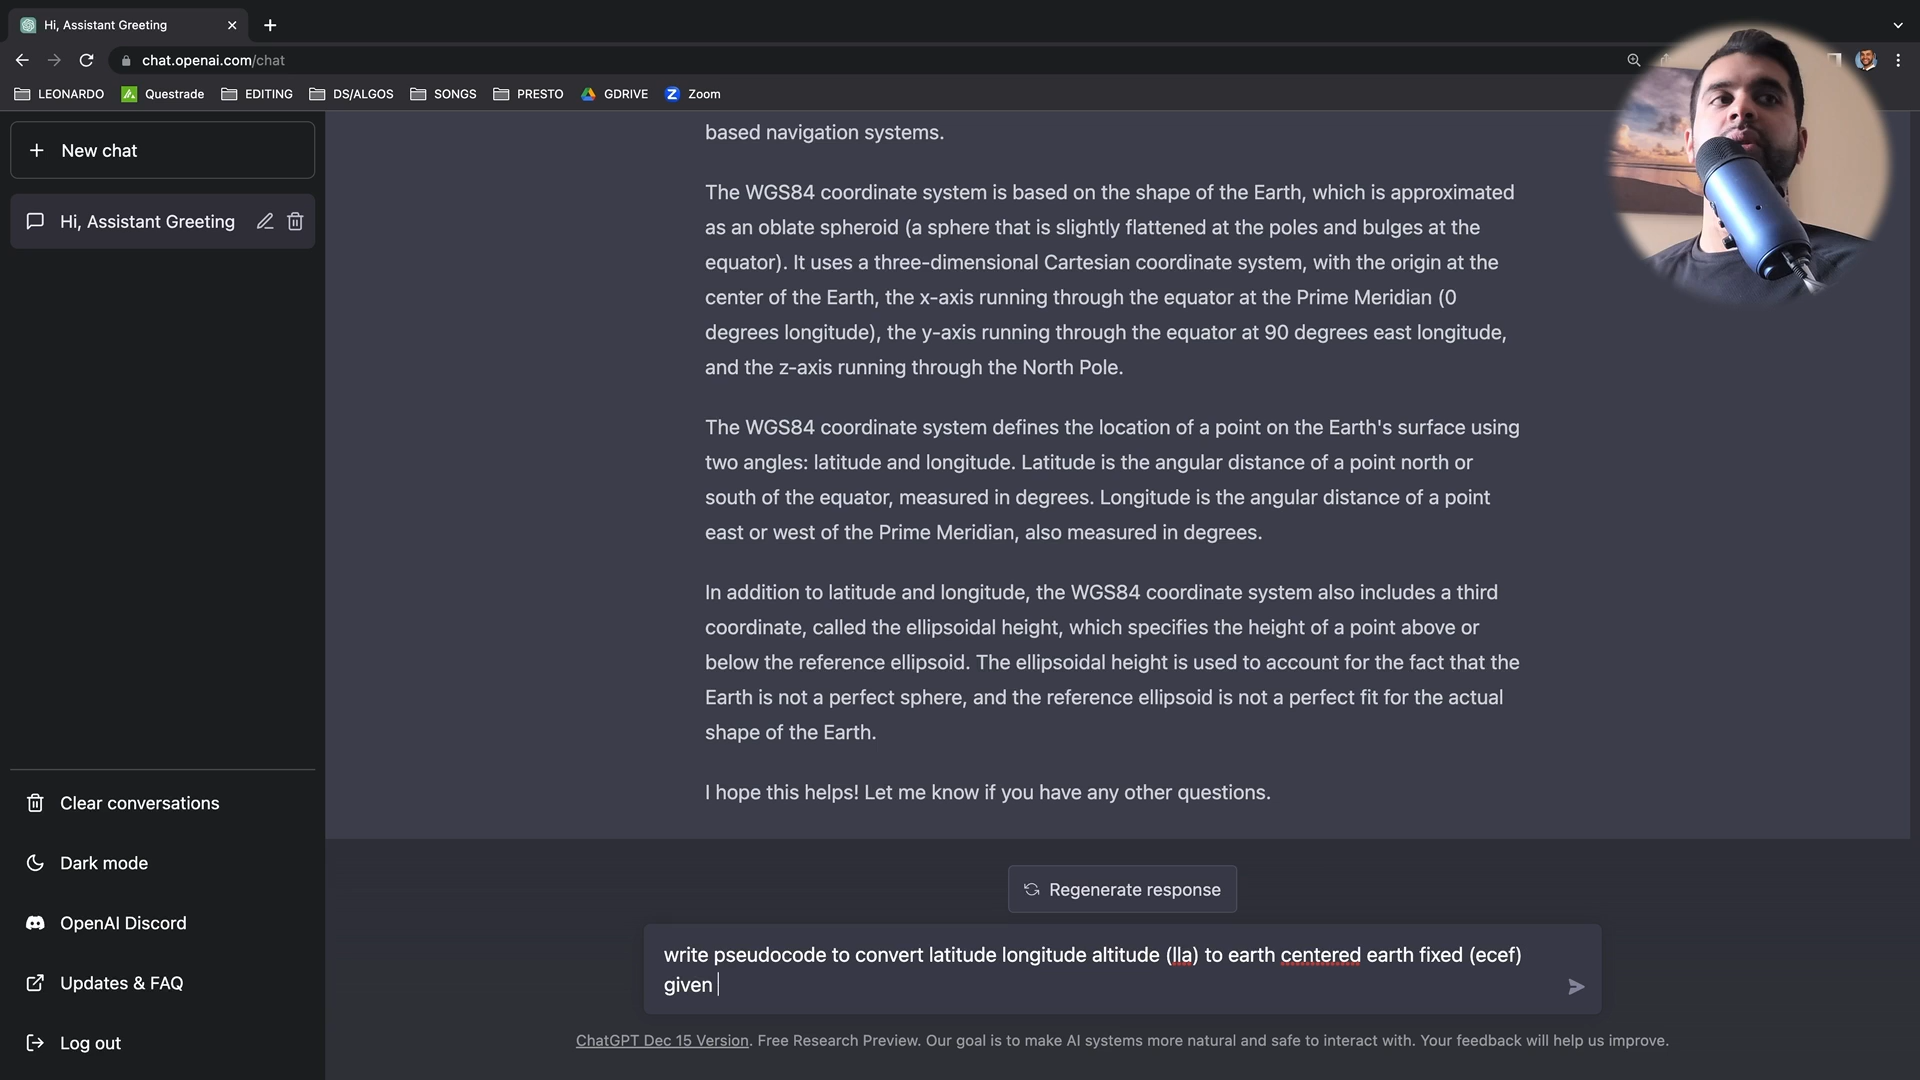 Hi, Assistant Greeting
chat.openai.com/chat
LEONARDO Questrade EDITING DS/ALGOS SONGS PRESTO GDRIVE Zoom
New chat
Hi, Assistant Greeting
based navigation systems.
The WGS84 coordinate system is based on the shape of the Earth, which is approximated
as an oblate spheroid (a sphere that is slightly flattened at the poles and bulges at the
equator). It uses a three-dimensional Cartesian coordinate system, with the origin at the
center of the Earth, the x-axis running through the equator at the Prime Meridian (0
degrees longitude), the y-axis running through the equator at 90 degrees east longitude,
and the z-axis running through the North Pole.
The WGS84 coordinate system defines the location of a point on the Earth's surface using
two angles: latitude and longitude. Latitude is the angular distance of a point north or
south of the equator, measured in degrees. Longitude is the angular distance of a point
east or west of the Prime Meridian, also measured in degrees.
In addition to latitude and longitude, the WGS84 coordinate system also includes a third
coordinate, called the ellipsoidal height, which specifies the height of a point above or
below the reference ellipsoid. The ellipsoidal height is used to account for the fact that the
Earth is not a perfect sphere, and the reference ellipsoid is not a perfect fit for the actual
shape of the Earth.
I hope this helps! Let me know if you have any other questions.
Clear conversations
Dark mode
OpenAI Discord
Updates & FAQ
Log out
Regenerate response
write pseudocode to convert latitude longitude altitude (lla) to earth centered earth fixed (ecef)
given
ChatGPT Dec 15 Version. Free Research Preview. Our goal is to make AI systems more natural and safe to interact with. Your feedback will help us improve.